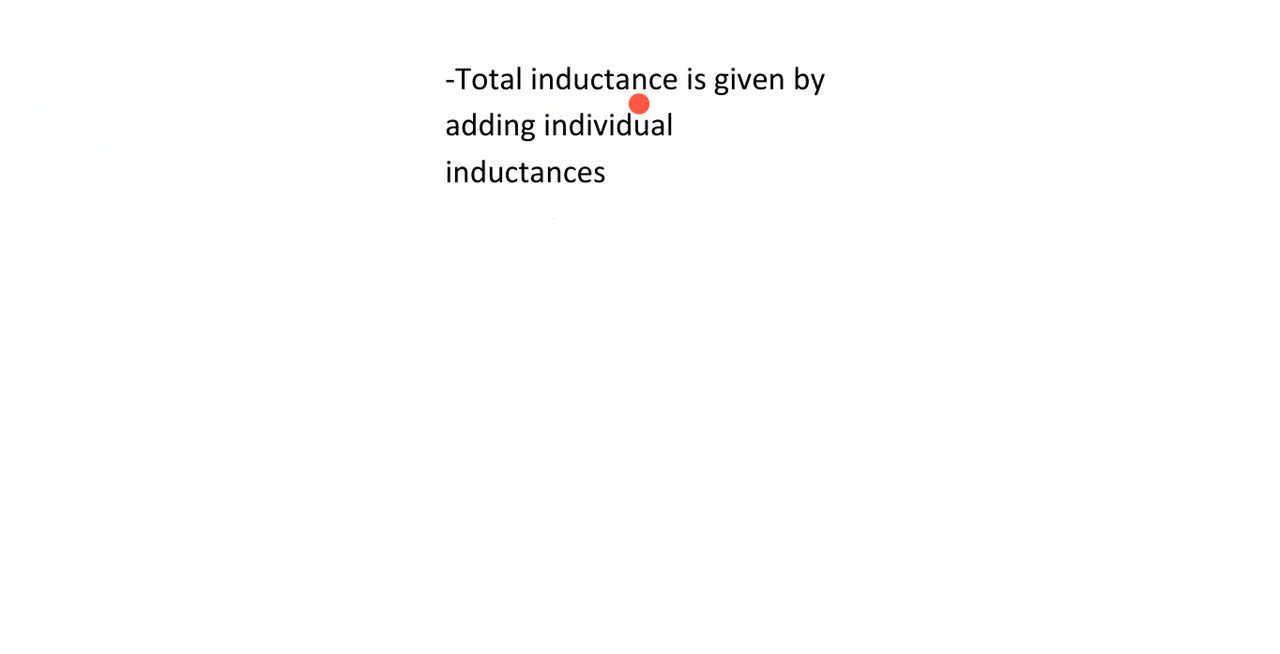 -Total inductance is given by
adding individual
inductances